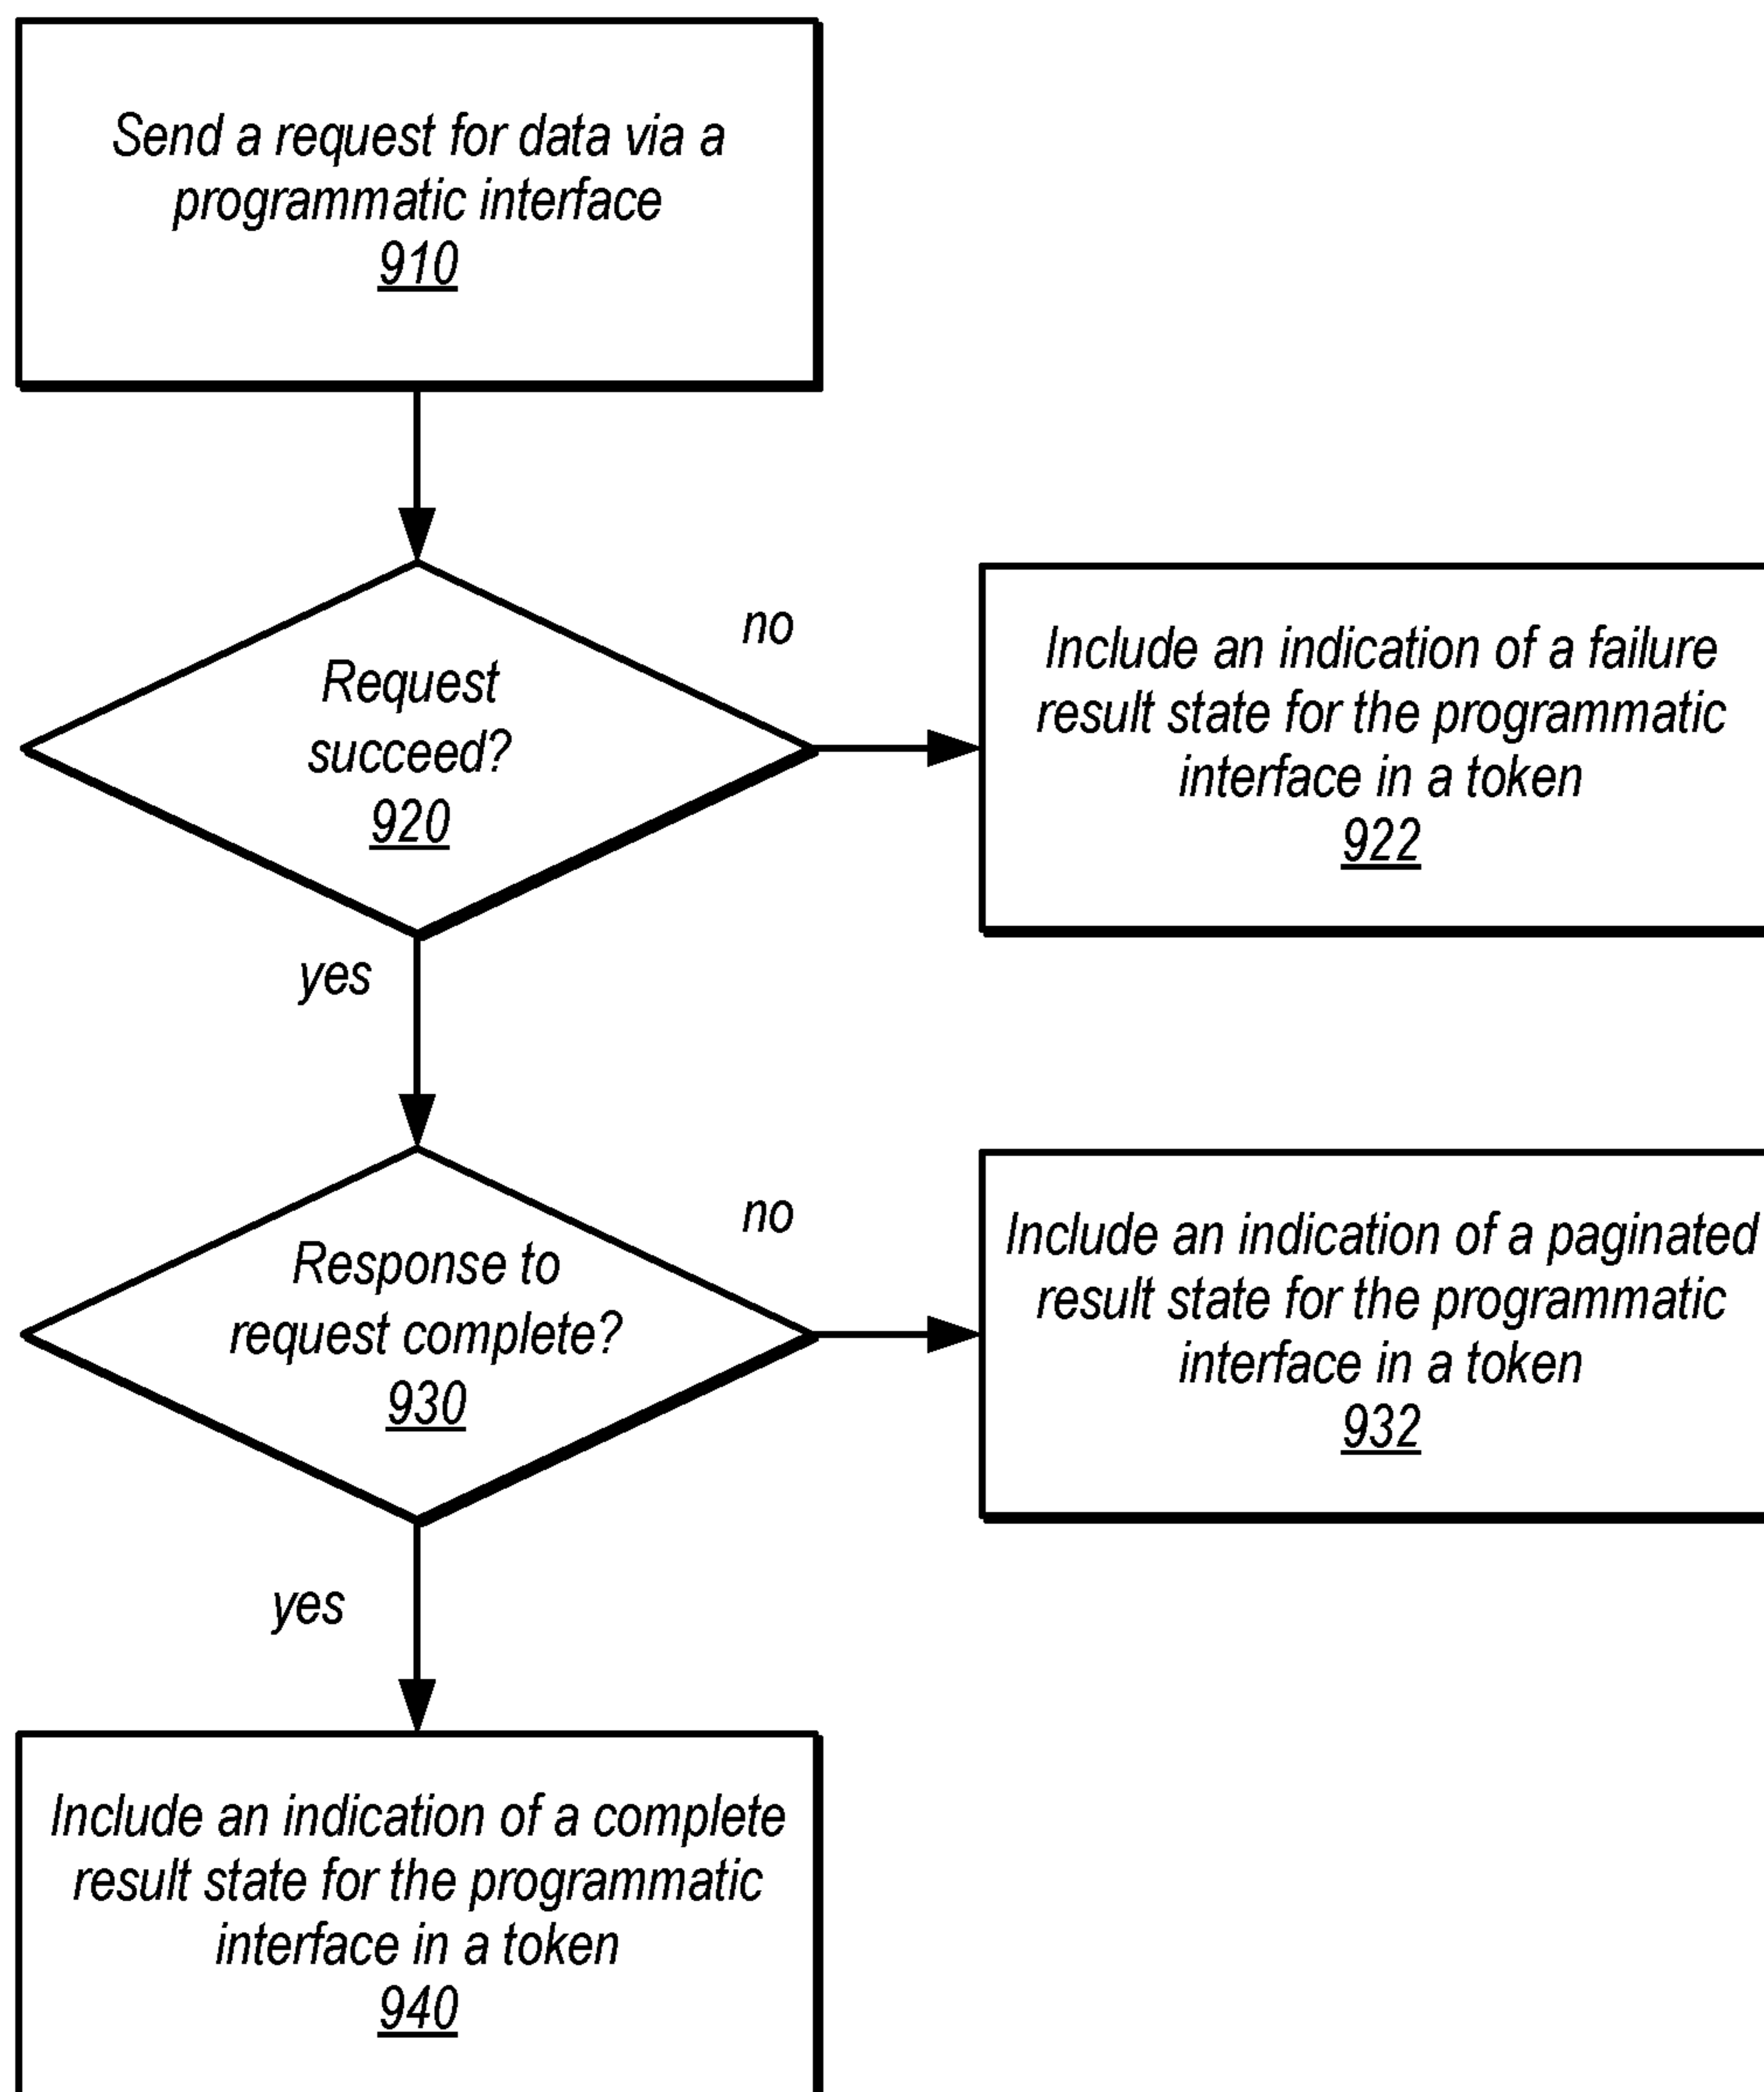 Send a request for data via a
programmatic interface
910
Request
succeed?
920
no
Include an indication of a failure
result state for the programmatic
interface in a token
922
yes
Response to
request complete?
930
no
Include an indication of a paginated
result state for the programmatic
interface in a token
932
yes
Include an indication of a complete
result state for the programmatic
interface in a token
940